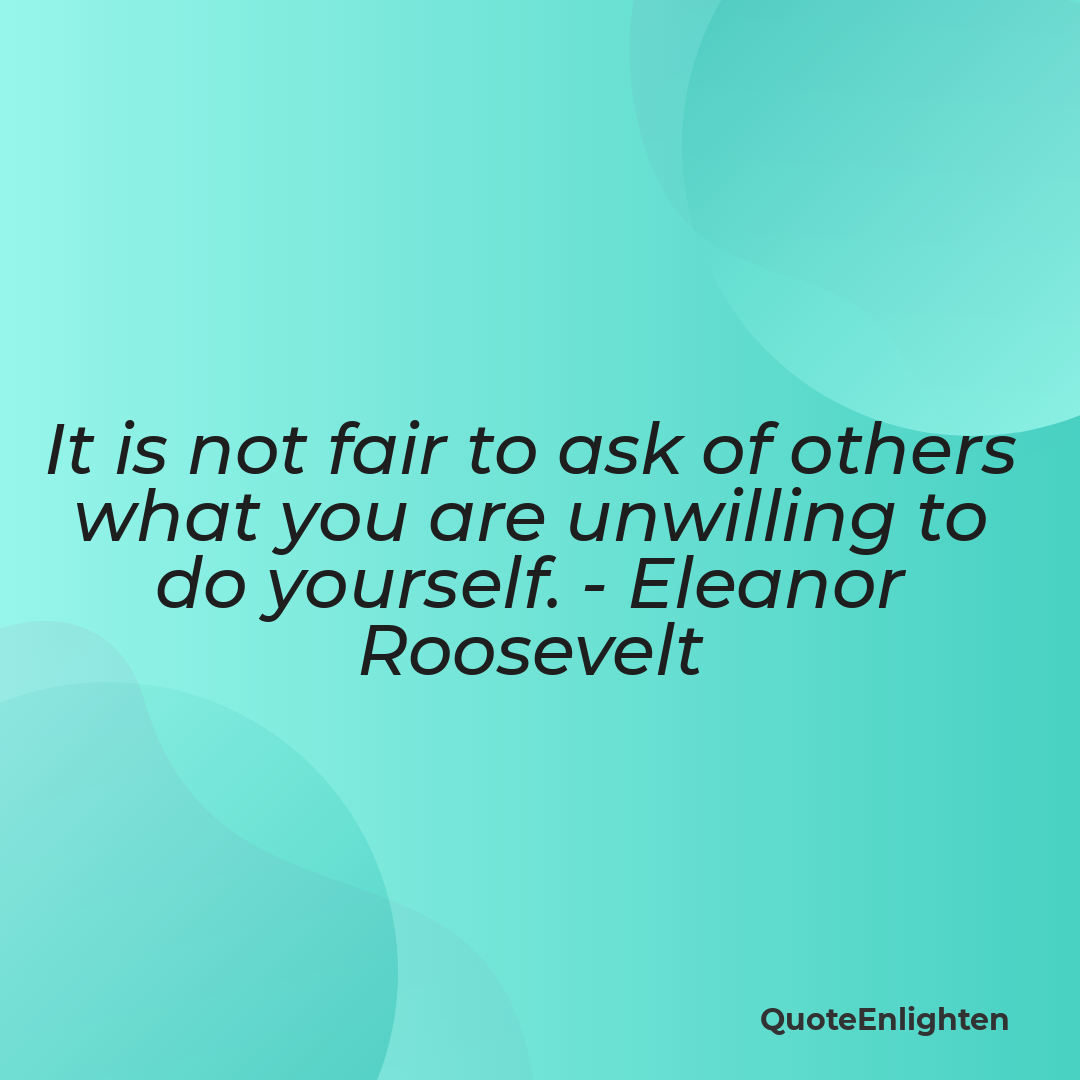 It is not fair to ask of others
what you are unwilling to
do yourself. - Eleanor
Roosevelt
QuoteEnlighten